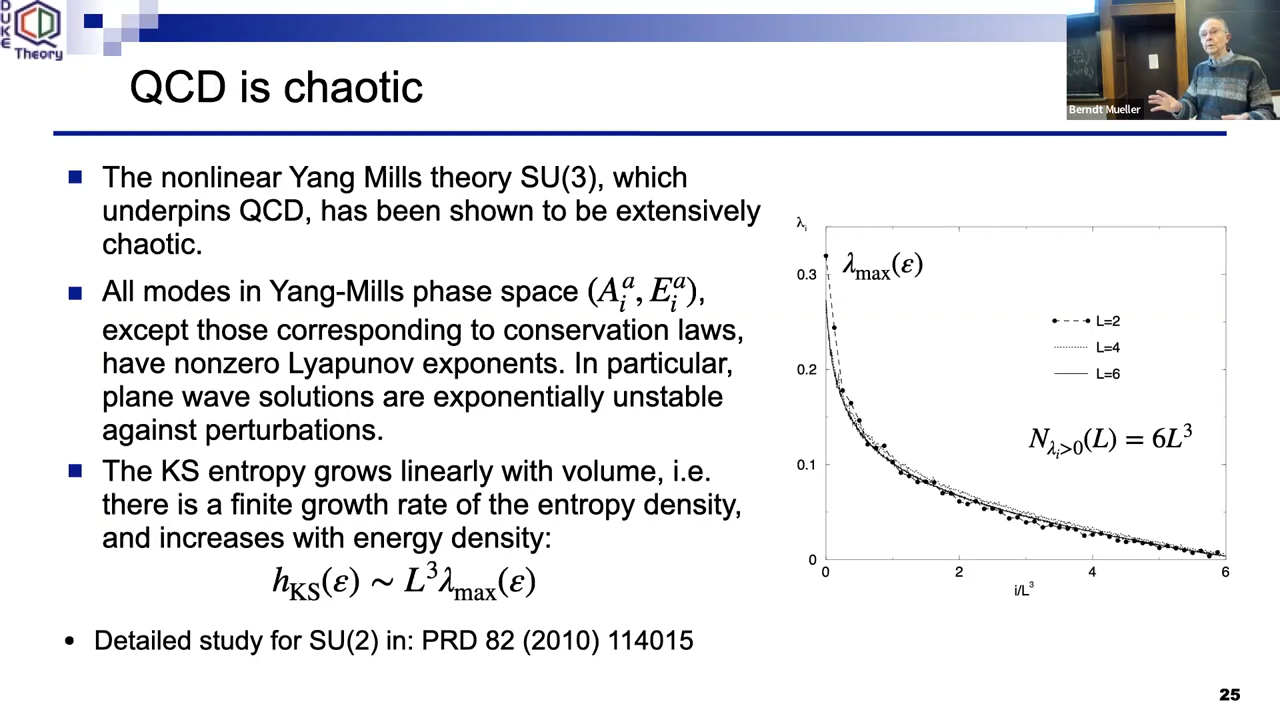 DUKE
QCD
Theory
Berndt Mueller
QCD is chaotic
■ The nonlinear Yang Mills theory SU(3), which
underpins QCD, has been shown to be extensively
chaotic.
■ All modes in Yang-Mills phase space (A_i^a, E_i^a),
except those corresponding to conservation laws,
have nonzero Lyapunov exponents. In particular,
plane wave solutions are exponentially unstable
against perturbations.
■ The KS entropy grows linearly with volume, i.e.
there is a finite growth rate of the entropy density,
and increases with energy density:
h_KS(ε) ~ L³λ_max(ε)
• Detailed study for SU(2) in: PRD 82 (2010) 114015
λ_i
λ_max(ε)
0.3
0.2
0.1
0
L=2
L=4
L=6
N_{λ_i>0}(L) = 6L³
0 2 4 6
i/L³
25